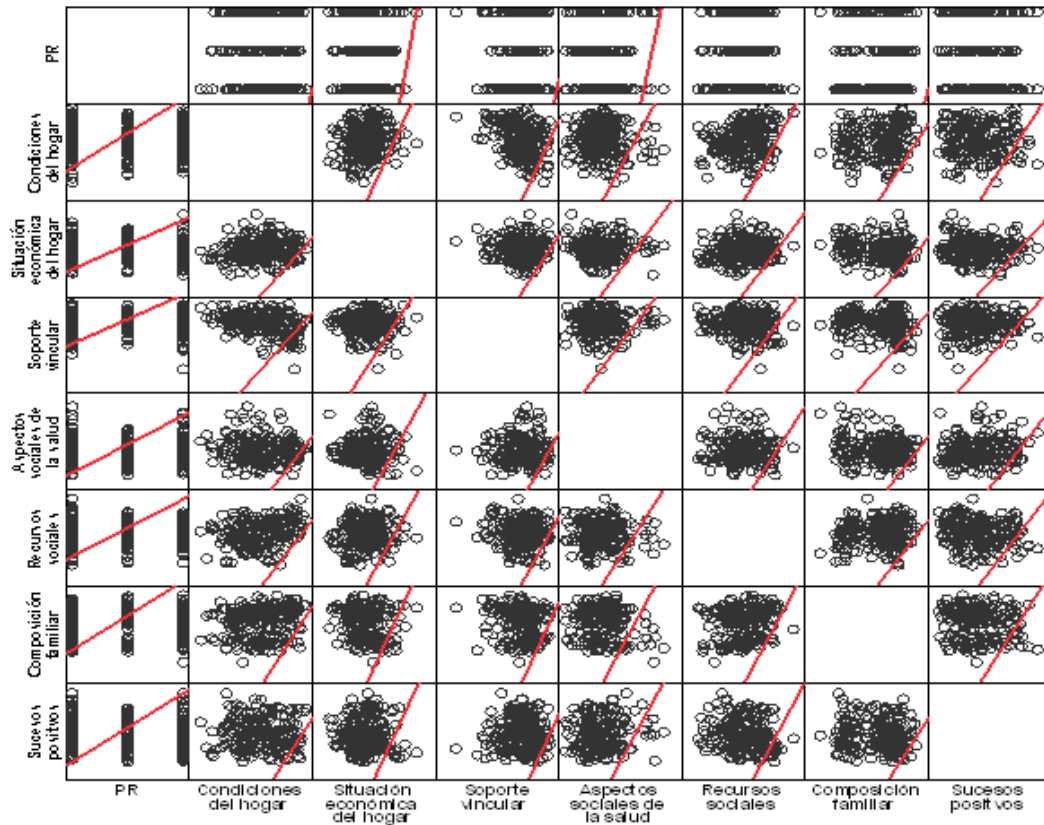 PR
Condiciones
del hogar
Situación
económica
del hogar
Soporte
vincular
Aspectos
sociales de
la salud
Recursos
sociales
Composición
familiar
Sucesos
positivos
PR
Condiciones
del hogar
Situación
económica
del hogar
Soporte
vincular
Aspectos
sociales de
la salud
Recursos
sociales
Composición
familiar
Sucesos
positivos